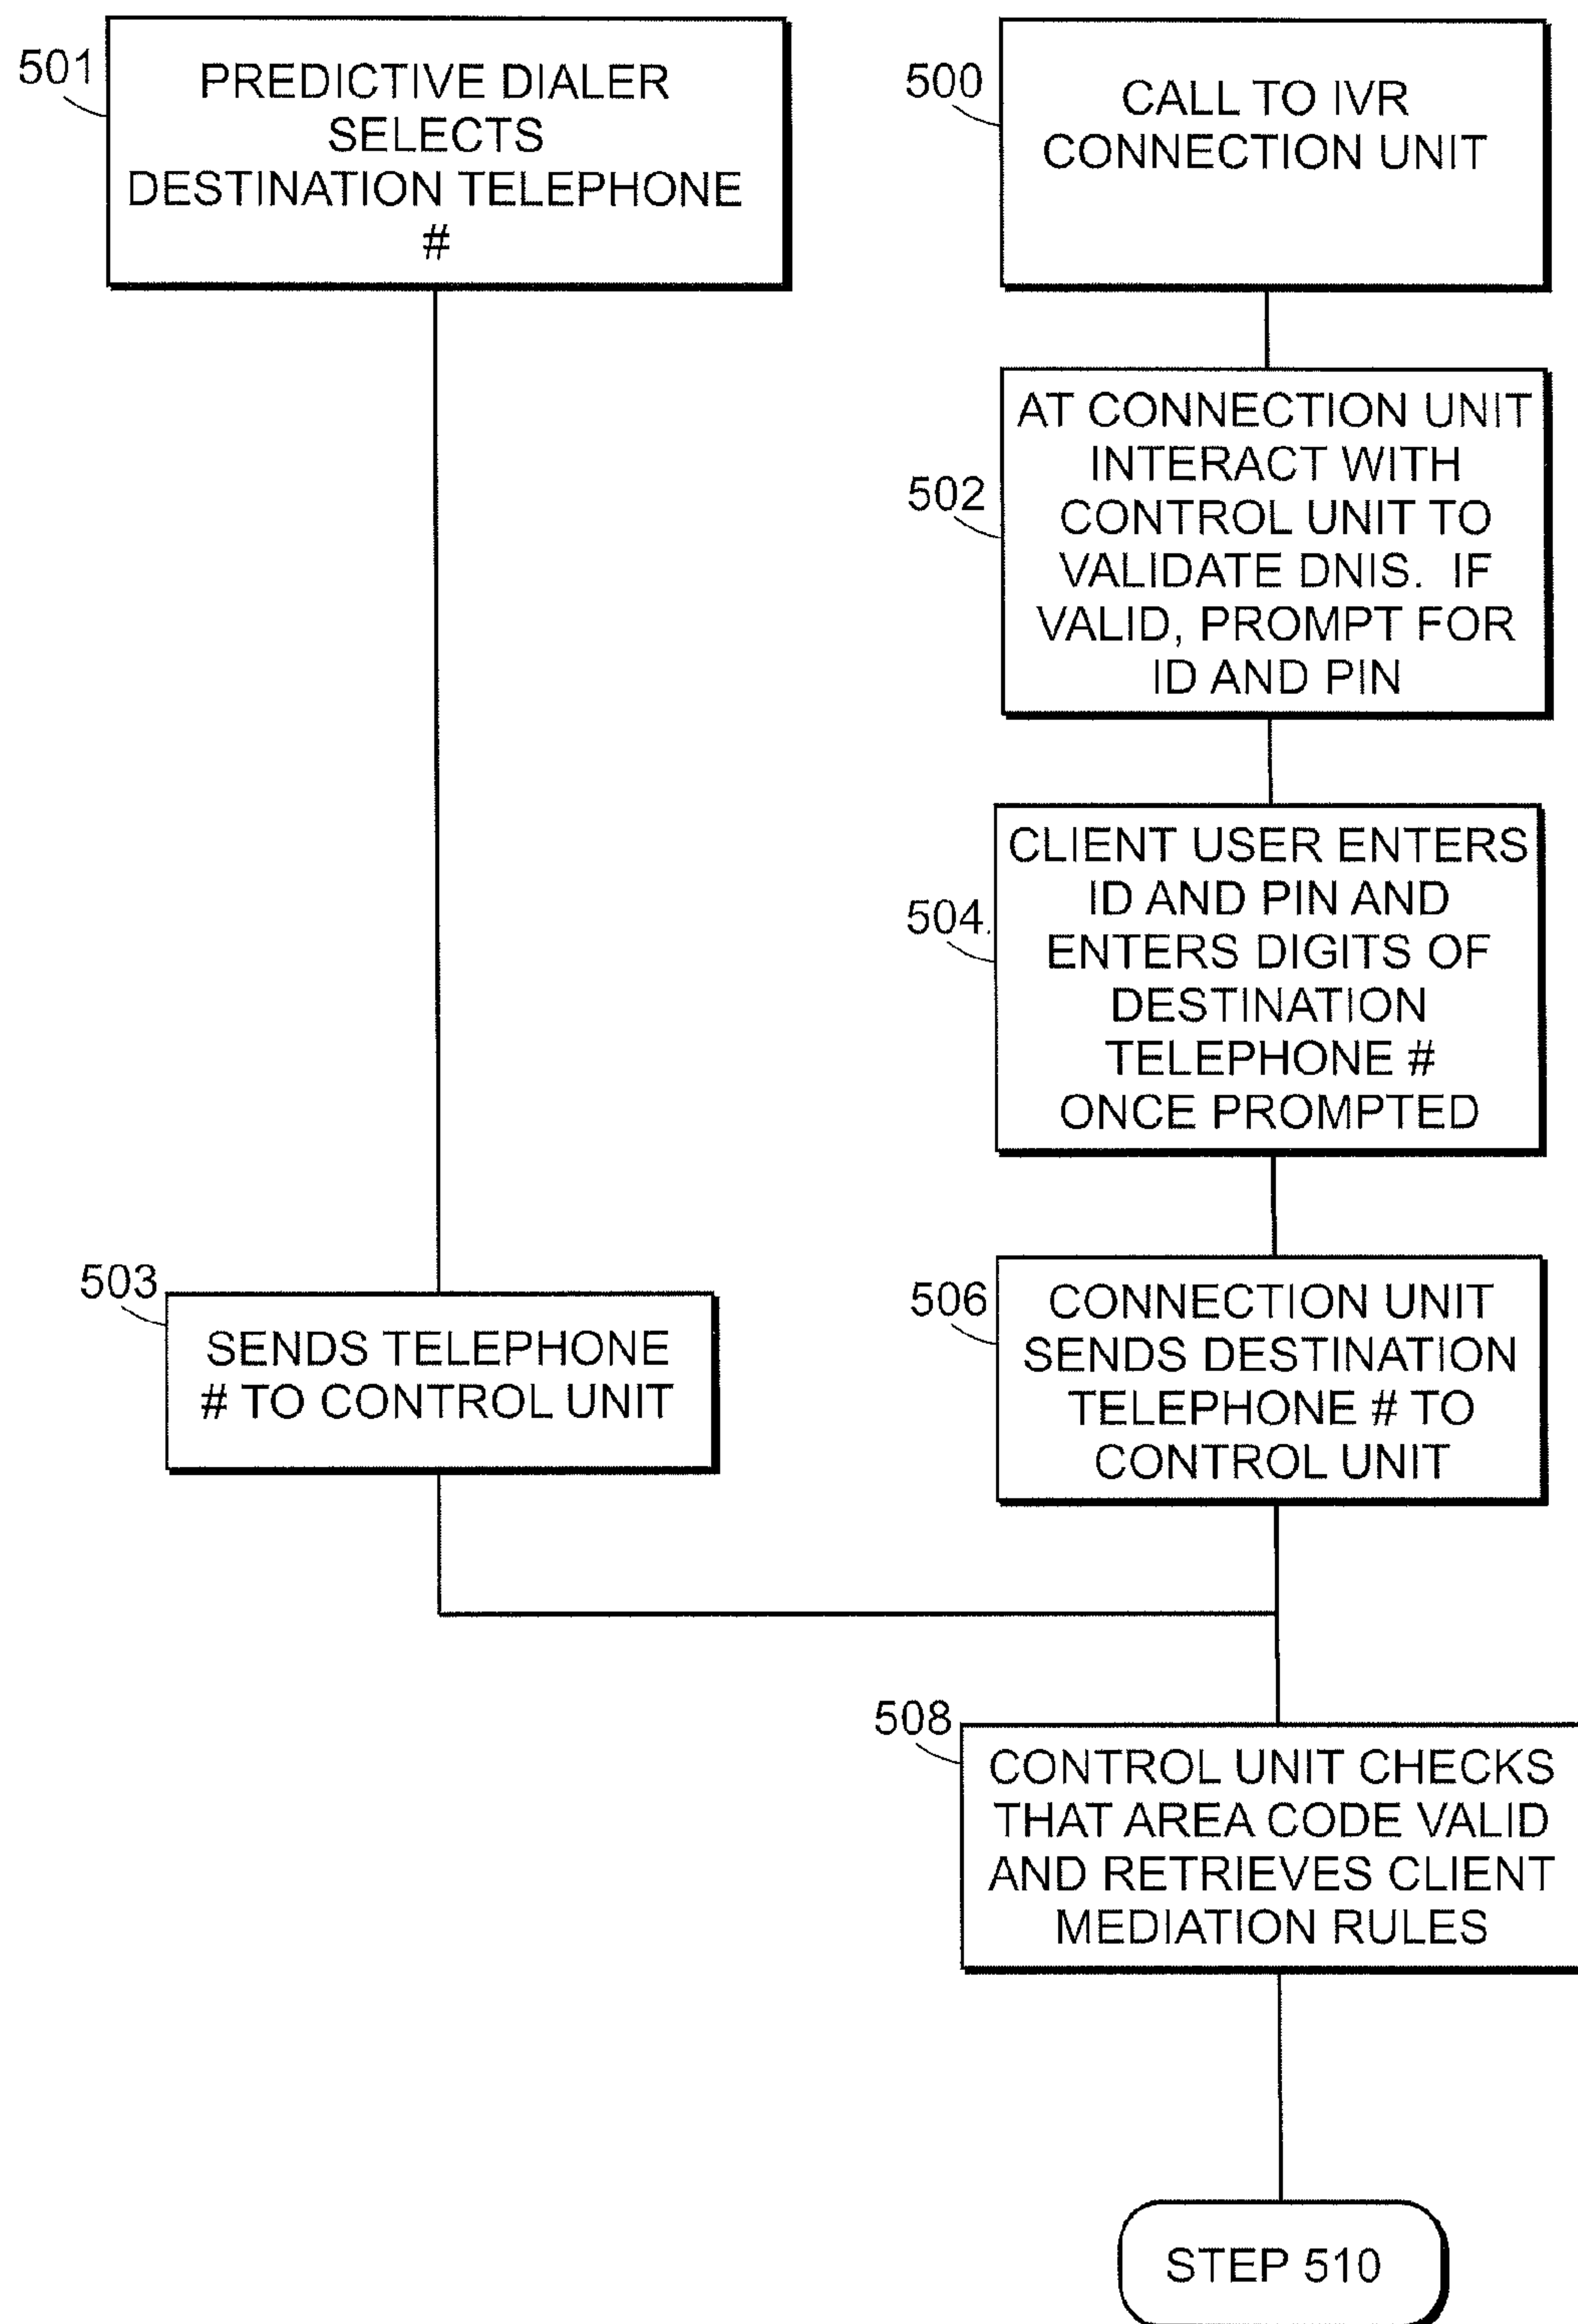 501
PREDICTIVE DIALER
SELECTS
DESTINATION TELEPHONE
#
500
CALL TO IVR
CONNECTION UNIT
502
AT CONNECTION UNIT
INTERACT WITH
CONTROL UNIT TO
VALIDATE DNIS. IF
VALID, PROMPT FOR
ID AND PIN
504
CLIENT USER ENTERS
ID AND PIN AND
ENTERS DIGITS OF
DESTINATION
TELEPHONE #
ONCE PROMPTED
503
SENDS TELEPHONE
# TO CONTROL UNIT
506
CONNECTION UNIT
SENDS DESTINATION
TELEPHONE # TO
CONTROL UNIT
508
CONTROL UNIT CHECKS
THAT AREA CODE VALID
AND RETRIEVES CLIENT
MEDIATION RULES
STEP 510